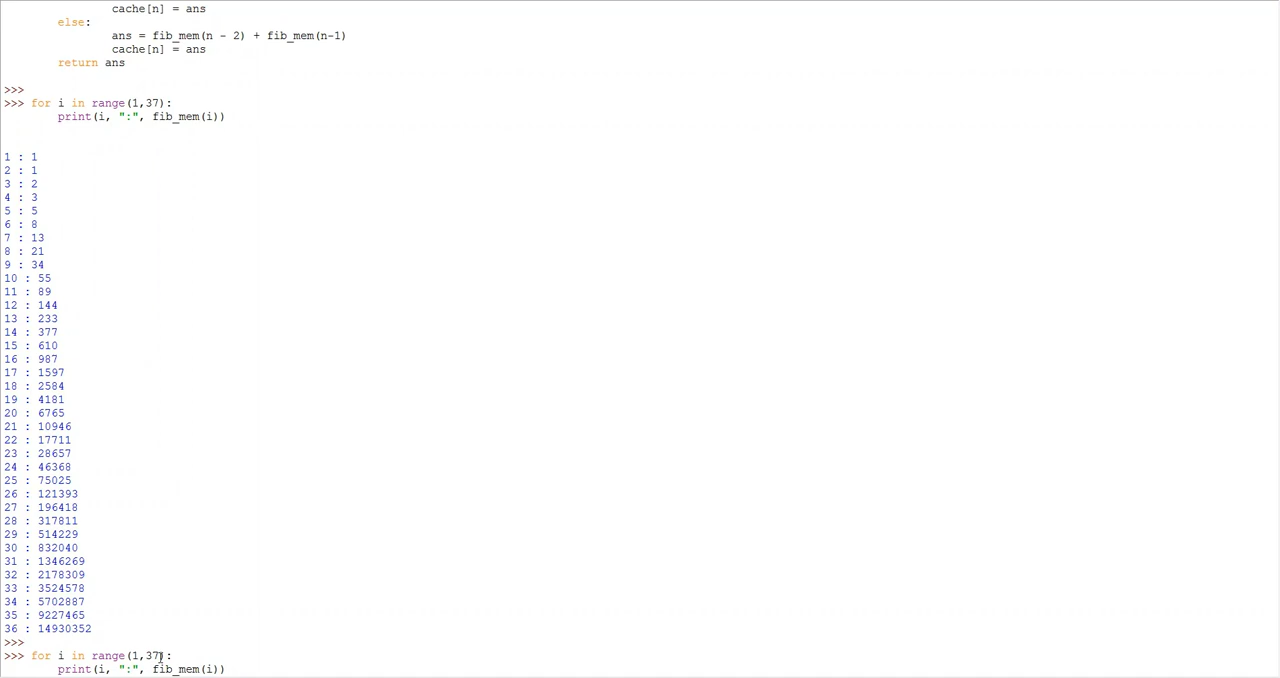 cache[n] = ans
else:
ans = fib_mem(n - 2) + fib_mem(n-1)
cache[n] = ans
return ans
>>>
>>> for i in range(1,37):
print(i, ":", fib_mem(i))
1 : 1
2 : 1
3 : 2
4 : 3
5 : 5
6 : 8
7 : 13
8 : 21
9 : 34
10 : 55
11 : 89
12 : 144
13 : 233
14 : 377
15 : 610
16 : 987
17 : 1597
18 : 2584
19 : 4181
20 : 6765
21 : 10946
22 : 17711
23 : 28657
24 : 46368
25 : 75025
26 : 121393
27 : 196418
28 : 317811
29 : 514229
30 : 832040
31 : 1346269
32 : 2178309
33 : 3524578
34 : 5702887
35 : 9227465
36 : 14930352
>>>
>>> for i in range(1,37):
print(i, ":", fib_mem(i))